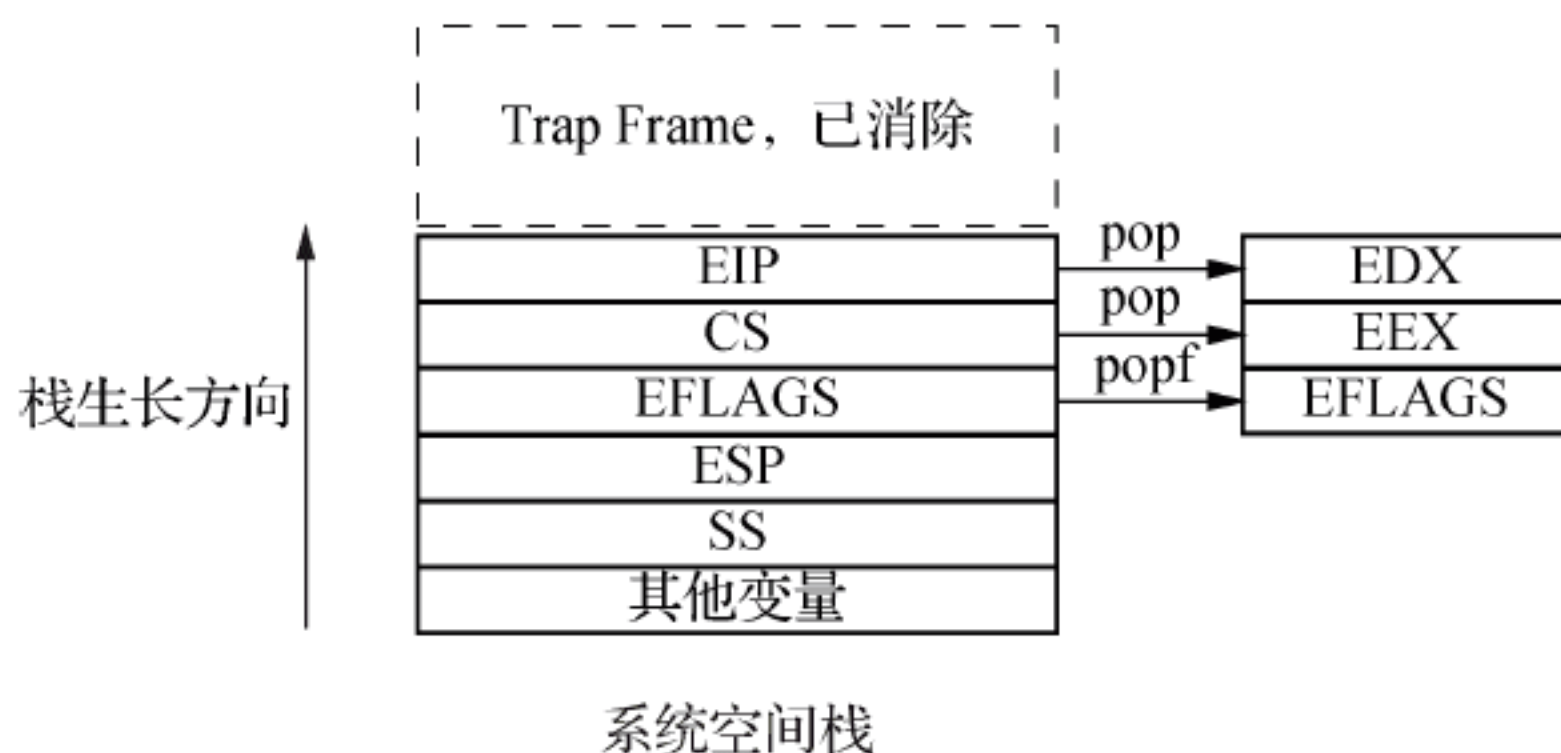 Trap Frame，已消除
EIP
pop
EDX
CS
pop
EEX
EFLAGS
popf
EFLAGS
栈生长方向
ESP
SS
其他变量
系统空间栈